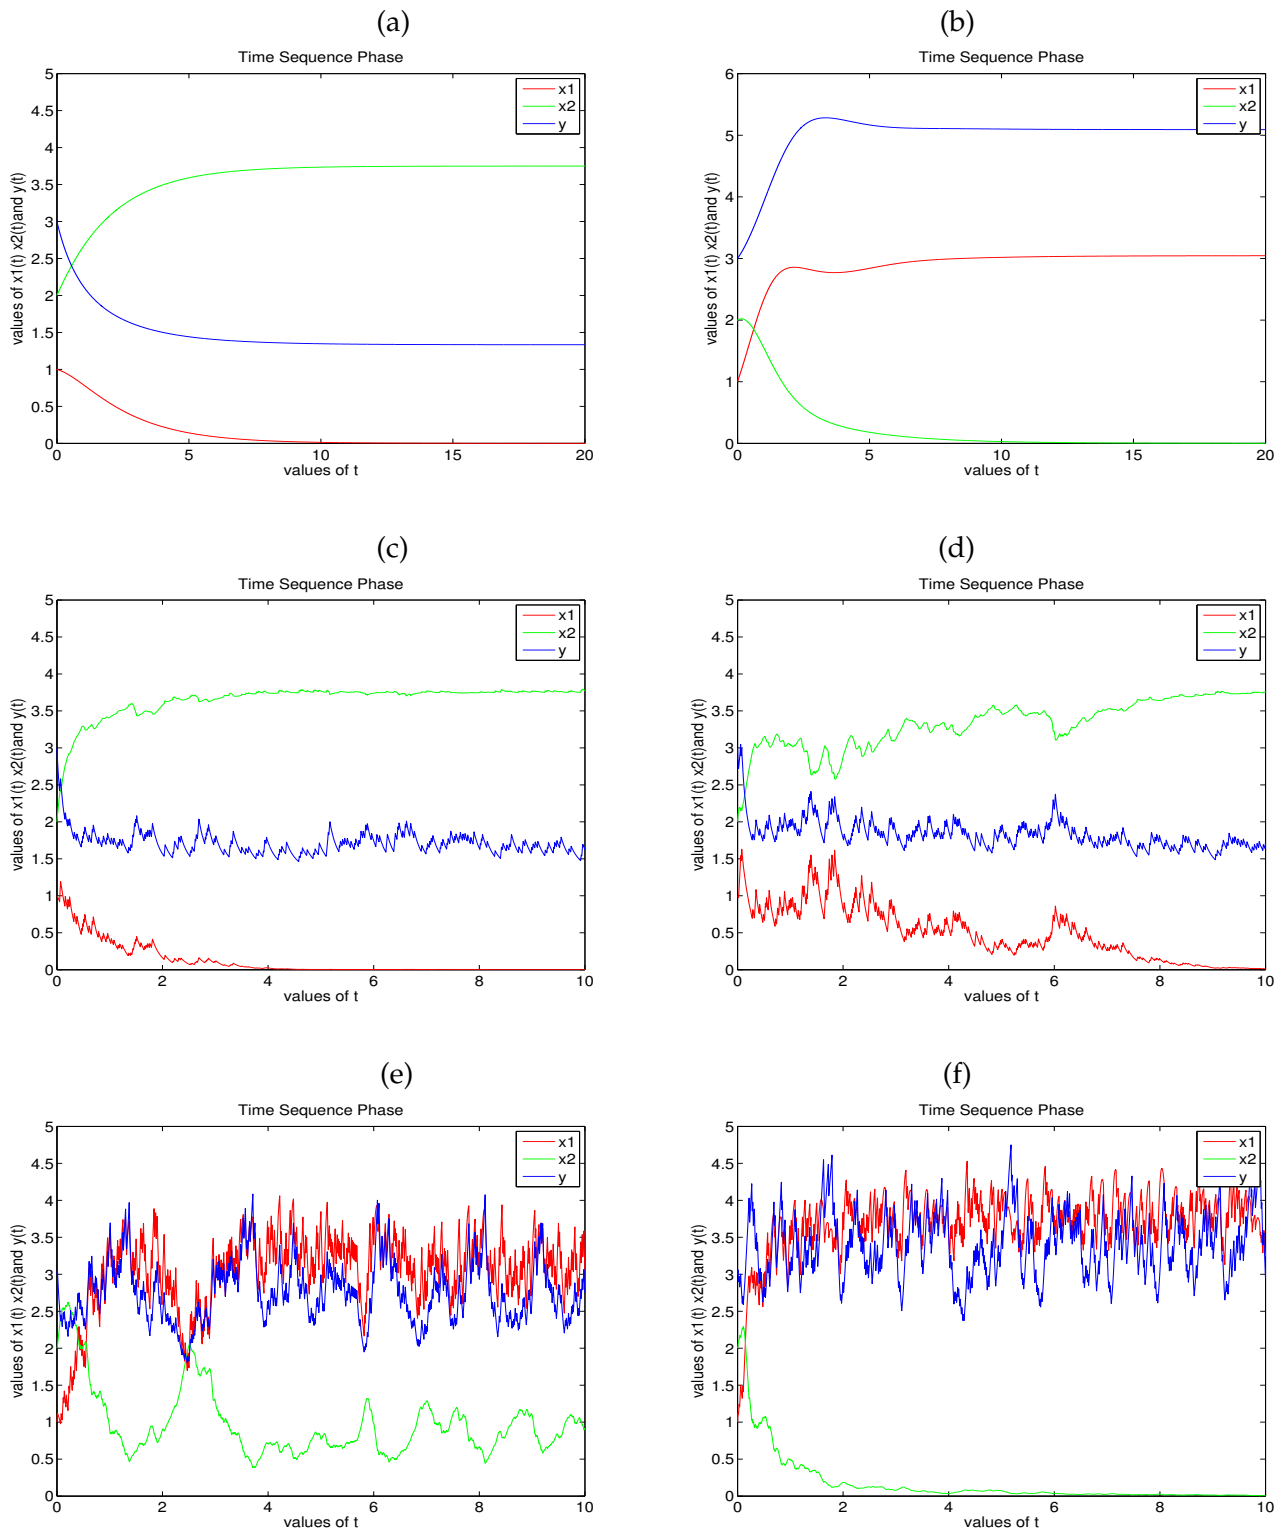 (a)
Time Sequence Phase
values of x1(t) x2(t)and y(t)
5
4.5
4
3.5
3
2.5
2
1.5
1
0.5
0
x1
x2
y
0 5 10 15 20
values of t
(b)
Time Sequence Phase
values of x1(t) x2(t)and y(t)
6
5
4
3
2
1
0
x1
x2
y
0 5 10 15 20
values of t
(c)
Time Sequence Phase
values of x1(t) x2(t)and y(t)
5
4.5
4
3.5
3
2.5
2
1.5
1
0.5
0
x1
x2
y
0 2 4 6 8 10
values of t
(d)
Time Sequence Phase
values of x1(t) x2(t)and y(t)
5
4.5
4
3.5
3
2.5
2
1.5
1
0.5
0
x1
x2
y
0 2 4 6 8 10
values of t
(e)
Time Sequence Phase
values of x1(t) x2(t)and y(t)
5
4.5
4
3.5
3
2.5
2
1.5
1
0.5
0
x1
x2
y
0 2 4 6 8 10
values of t
(f)
Time Sequence Phase
values of x1(t) x2(t)and y(t)
5
4.5
4
3.5
3
2.5
2
1.5
1
0.5
0
x1
x2
y
0 2 4 6 8 10
values of t